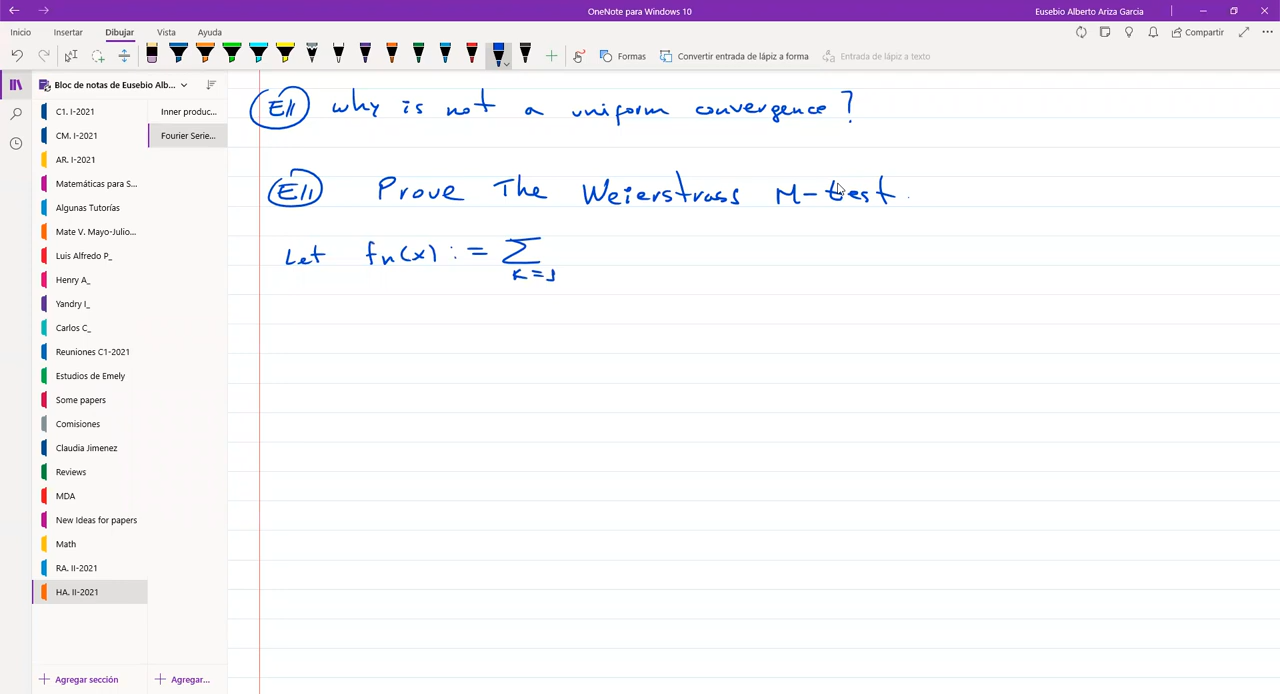 OneNote para Windows 10
Eusebio Alberto Ariza Garcia
Inicio
Insertar
Dibujar
Vista
Ayuda
Compartir
Formas
Convertir entrada de lápiz a forma
Entrada de lápiz a texto
Bloc de notas de Eusebio Alb...
C1. I-2021
CM. I-2021
AR. I-2021
Matemáticas para S...
Algunas Tutorías
Mate V. Mayo-Julio...
Luis Alfredo P_
Henry A_
Yandry I_
Carlos C_
Reuniones C1-2021
Estudios de Emely
Some papers
Comisiones
Claudia Jimenez
Reviews
MDA
New Ideas for papers
Math
RA. II-2021
HA. II-2021
Agregar sección
Inner produc...
Fourier Serie...
Agregar...
E11 why is not a uniform convergence?
E11 Prove The Weierstrass M-test.
Let fn(x) := Σ
K=1